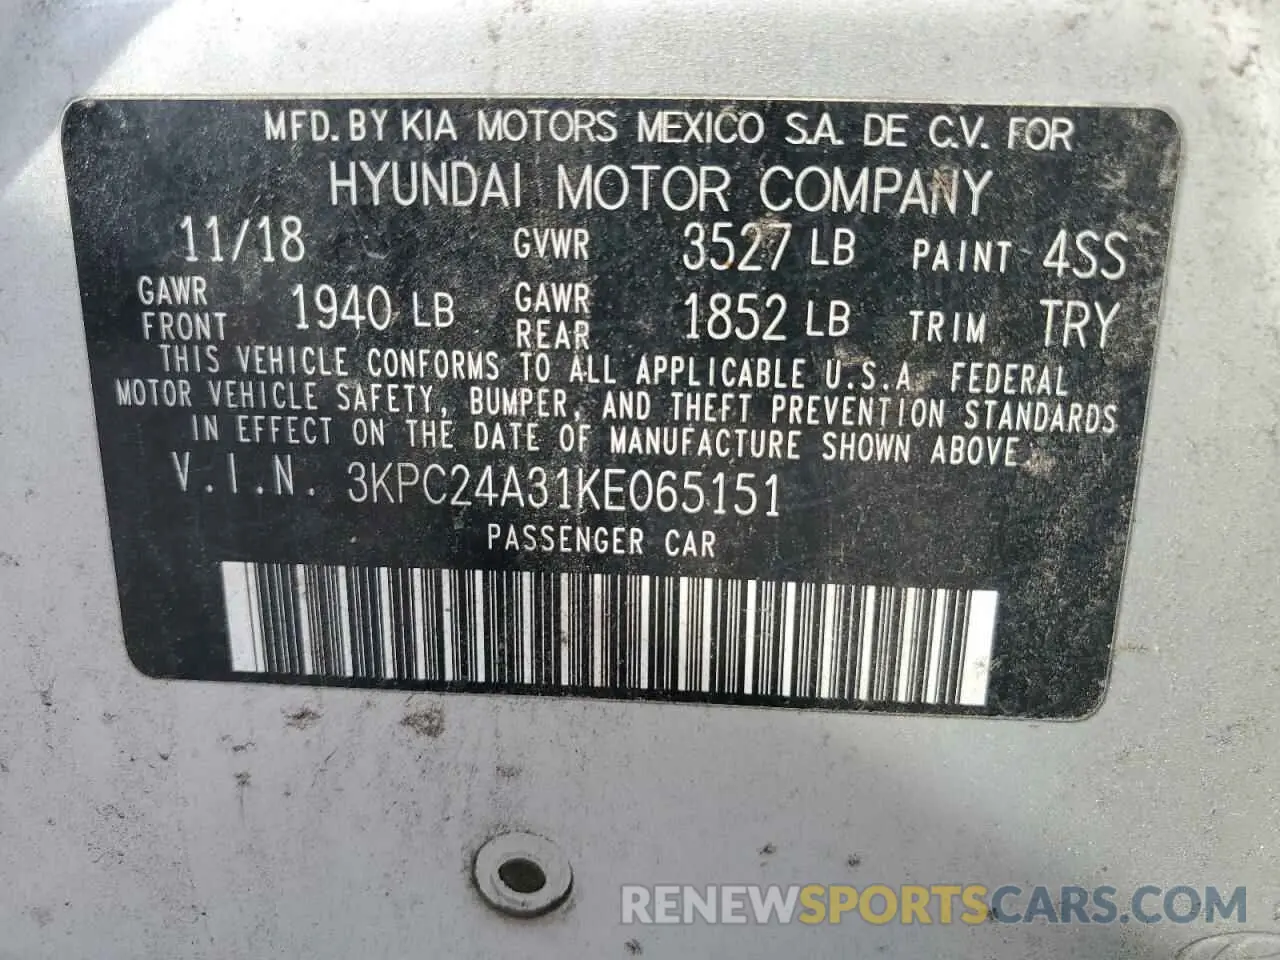 MFD. BY KIA MOTORS MEXICO S.A. DE C.V. FOR
HYUNDAI MOTOR COMPANY
11/18 GVWR 3527 LB PAINT 4SS
GAWR FRONT 1940 LB GAWR REAR 1852 LB TRIM TRY
THIS VEHICLE CONFORMS TO ALL APPLICABLE U.S.A. FEDERAL
MOTOR VEHICLE SAFETY, BUMPER, AND THEFT PREVENTION STANDARDS
IN EFFECT ON THE DATE OF MANUFACTURE SHOWN ABOVE.
V.I.N. 3KPC24A31KE065151
PASSENGER CAR
RENEWSPORTSCARS.COM